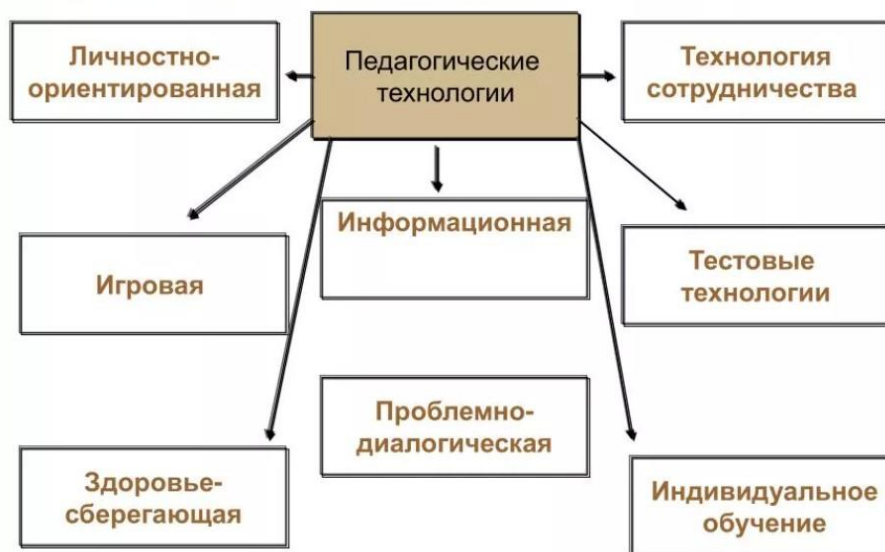 Личностно-
ориентированная
Педагогические
технологии
Технология
сотрудничества
Игровая
Информационная
Тестовые
технологии
Здоровье-
сберегающая
Проблемно-
диалогическая
Индивидуальное
обучение